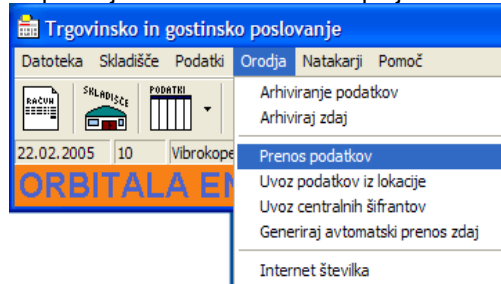 Trgovinsko in gostinsko poslovanje
Datoteka Skladišče Podatki Orodja Natakarji Pomoč
RAČUN SKLADIŠČE PODATKI
Arhiviranje podatkov
Arhiviraj zdaj
22.02.2005 10 Vibrokope
Prenos podatkov
ORBITALA EN
Uvoz podatkov iz lokacije
Uvoz centralnih šifrantov
Generiraj avtomatski prenos zdaj
Internet številka